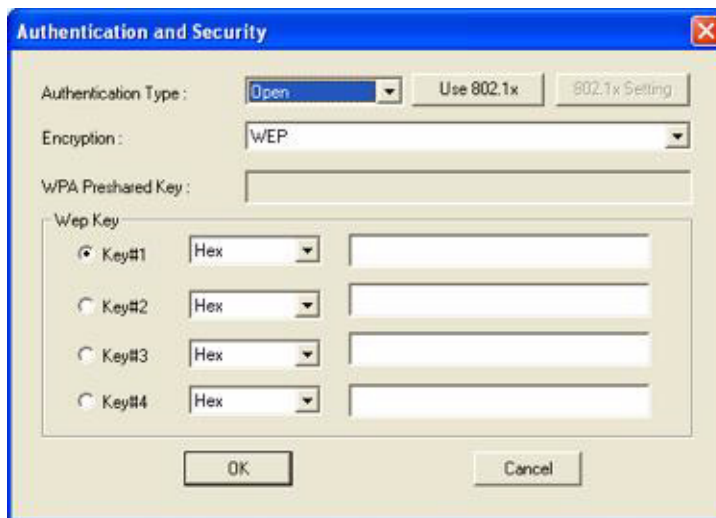 Authentication and Security
Authentication Type : Open Use 802.1x 802.1x Setting
Encryption : WEP
WPA Preshared Key :
Wep Key
Key#1 Hex
Key#2 Hex
Key#3 Hex
Key#4 Hex
OK Cancel